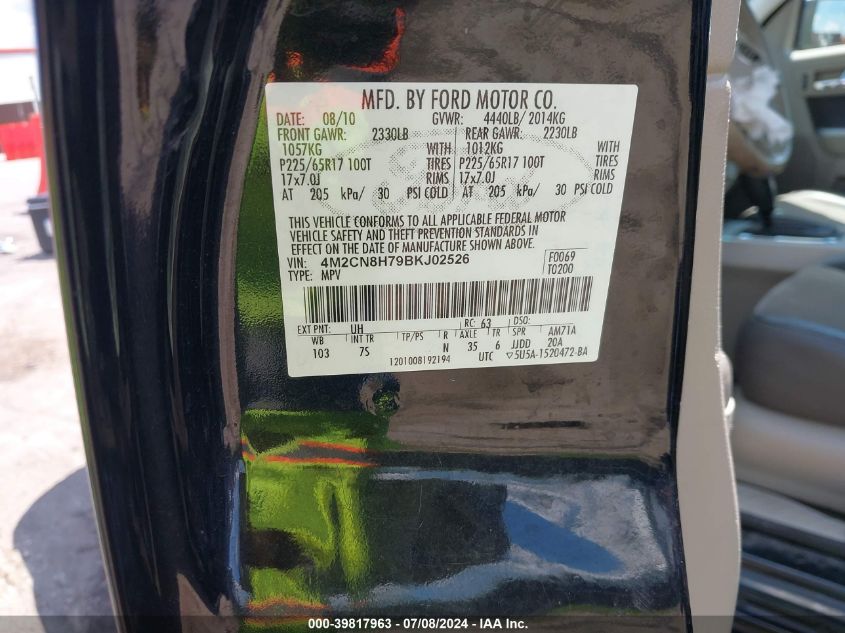 MFD. BY FORD MOTOR CO.
DATE: 08/10 GVWR: 4440LB/ 2014KG
FRONT GAWR: 2330LB REAR GAWR: 2230LB
1057KG WITH 1012KG WITH
P225/65R17 100T TIRES P225/65R17 100T TIRES
17x7.0J RIMS 17x7.0J RIMS
AT 205 kPa/ 30 PSI COLD AT 205 kPa/ 30 PSI COLD
THIS VEHICLE CONFORMS TO ALL APPLICABLE FEDERAL MOTOR
VEHICLE SAFETY AND THEFT PREVENTION STANDARDS IN
EFFECT ON THE DATE OF MANUFACTURE SHOWN ABOVE.
VIN: 4M2CN8H79BKJ02526 F0069
TYPE: MPV T0200
EXT PNT: UH RC: 63 DSO:
WB INT TR TP/PS R AXLE TR SPR AM71A
103 7S N 35 6 JJDD 20A
1201008192194 UTC ▽5U5A-1520472-BA
000-39817963 - 07/08/2024 - IAA Inc.